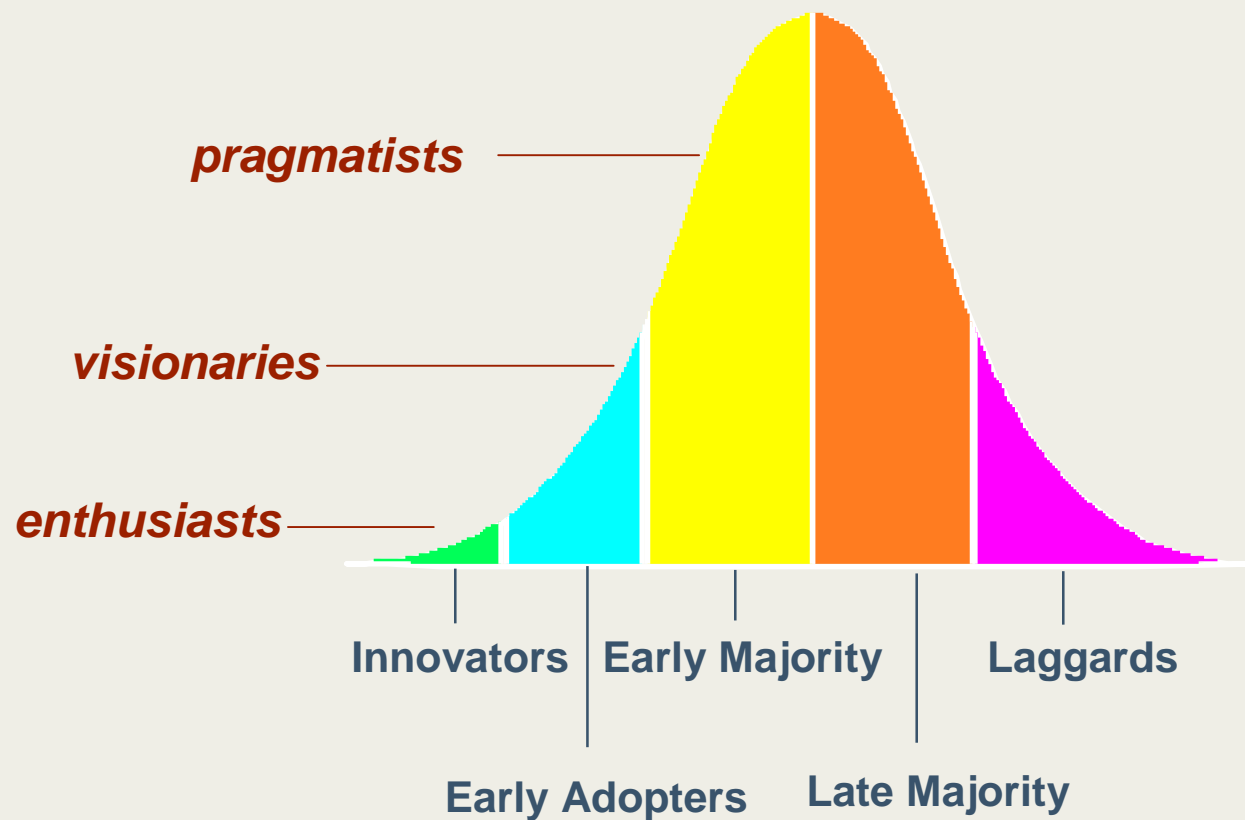 pragmatists
visionaries
enthusiasts
Innovators Early Majority Laggards
Early Adopters Late Majority